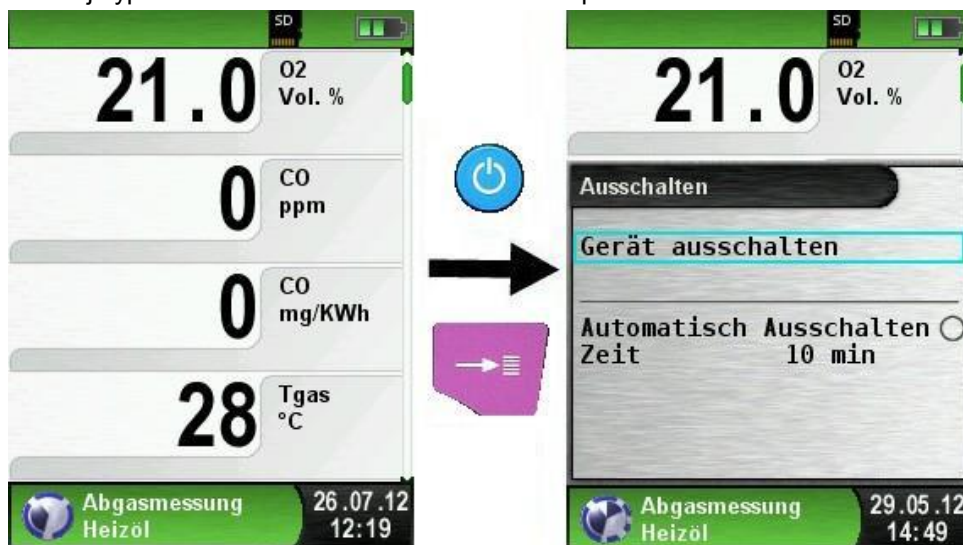 SD
21.0
O2
Vol. %
0
CO
ppm
0
CO
mg/KWh
28
Tgas
°C
Abgasmessung
Heizöl
26.07.12
12:19
SD
21.0
O2
Vol. %
Ausschalten
Gerät ausschalten
Automatisch Ausschalten
Zeit 10 min
Abgasmessung
Heizöl
29.05.12
14:49